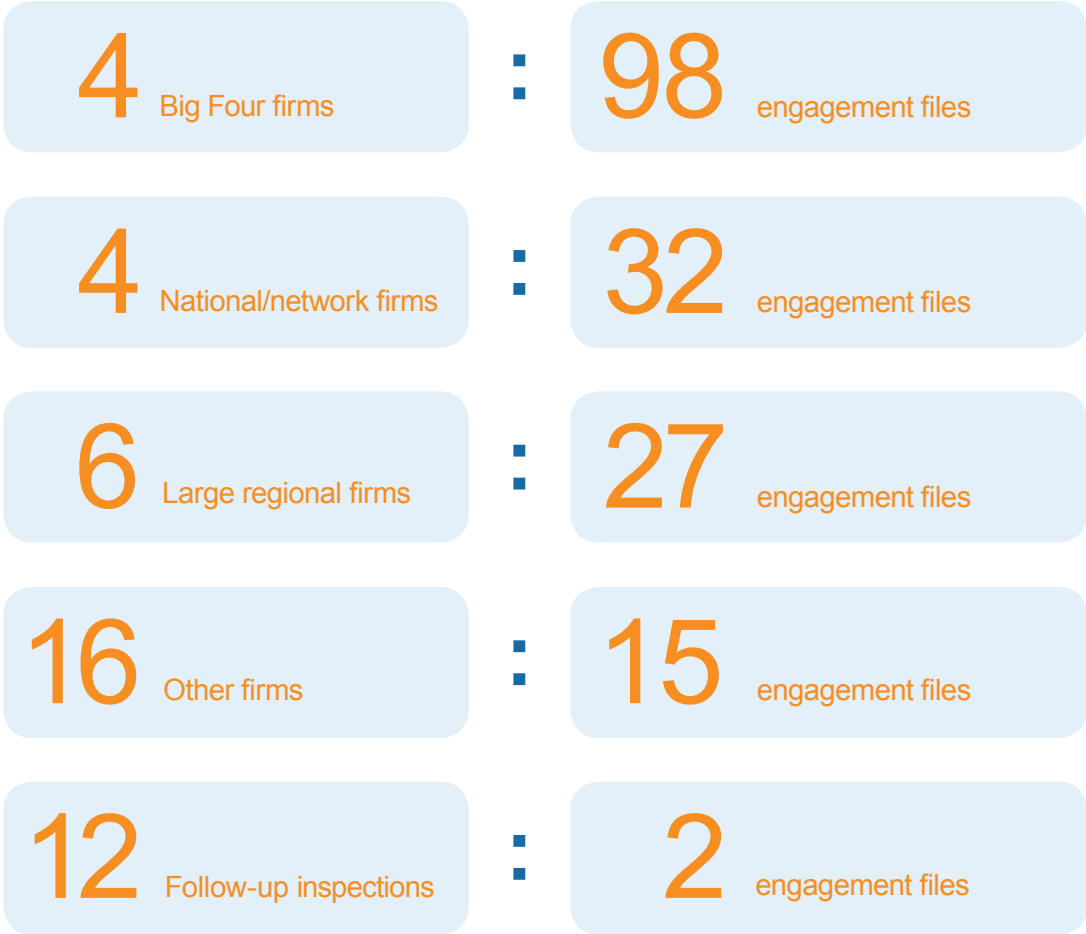 4 Big Four firms : 98 engagement files
4 National/network firms : 32 engagement files
6 Large regional firms : 27 engagement files
16 Other firms : 15 engagement files
12 Follow-up inspections : 2 engagement files